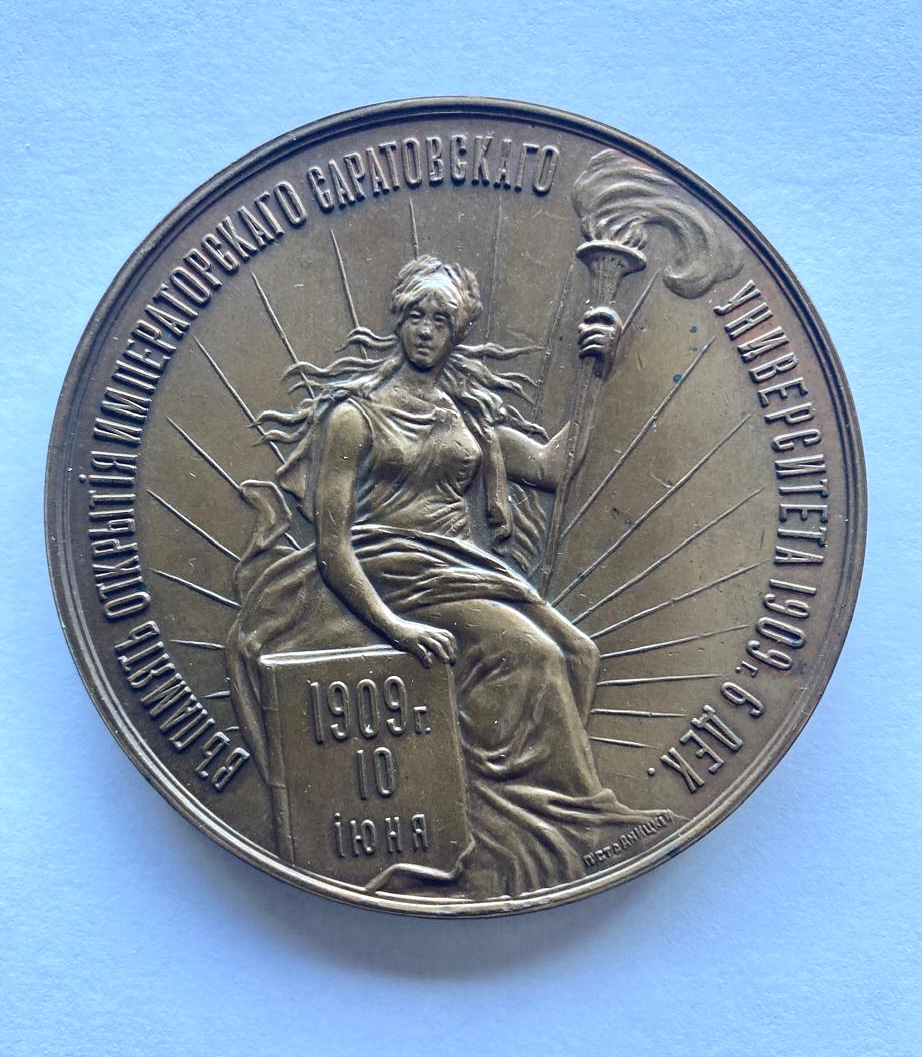 ВЪ ПАМЯТЬ ОТКРЫТІЯ ИМПЕРАТОРСКАГО САРАТОВСКАГО УНИВЕРСИТЕТА 1909 г. 6 ДЕК.
1909 г.
10
ІЮНЯ